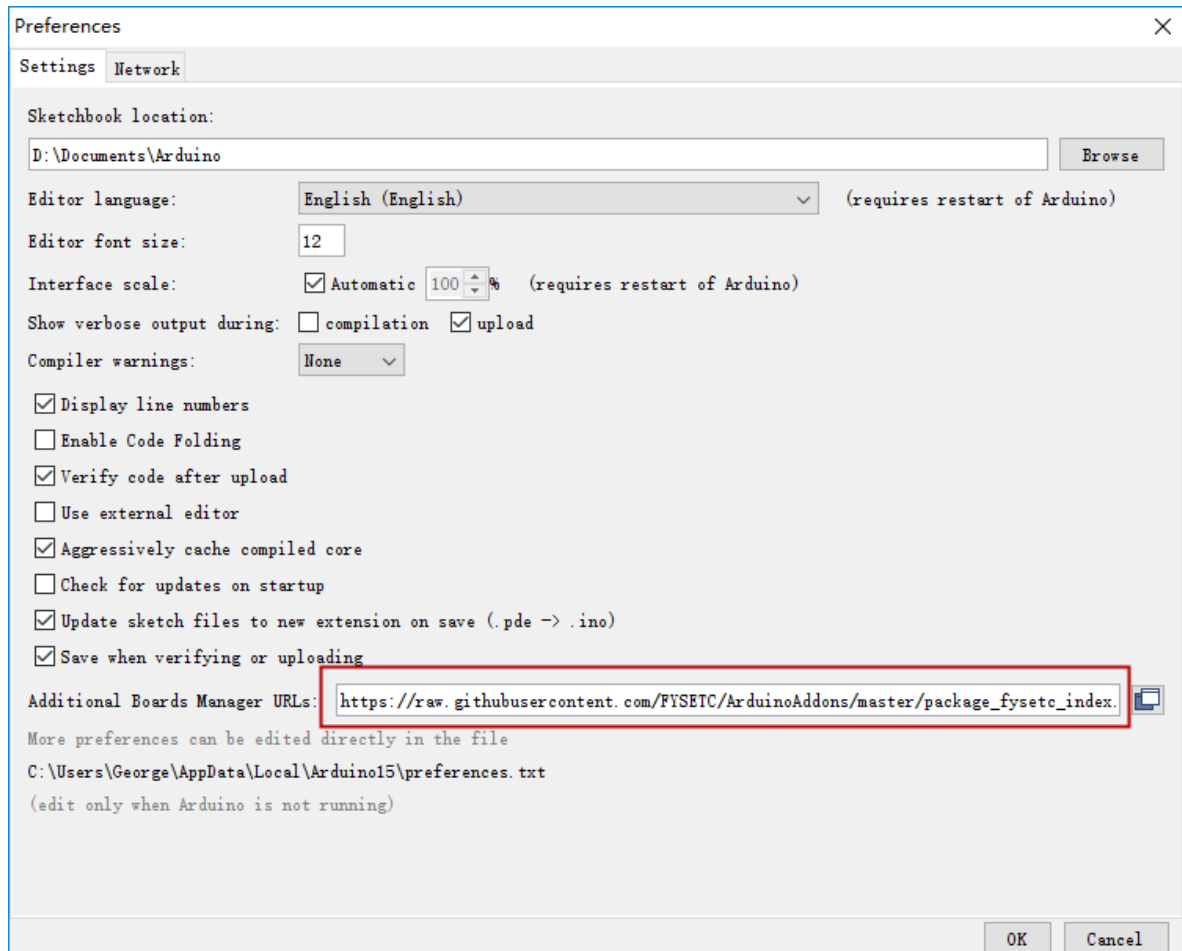 Preferences
Settings Network
Sketchbook location:
D:\Documents\Arduino Browse
Editor language: English (English) (requires restart of Arduino)
Editor font size: 12
Interface scale: Automatic 100 % (requires restart of Arduino)
Show verbose output during: compilation upload
Compiler warnings: None
Display line numbers
Enable Code Folding
Verify code after upload
Use external editor
Aggressively cache compiled core
Check for updates on startup
Update sketch files to new extension on save (.pde -> .ino)
Save when verifying or uploading
Additional Boards Manager URLs: https://raw.githubusercontent.com/FYSETC/ArduinoAddons/master/package_fysetc_index.
More preferences can be edited directly in the file
C:\Users\George\AppData\Local\Arduino15\preferences.txt
(edit only when Arduino is not running)
OK Cancel